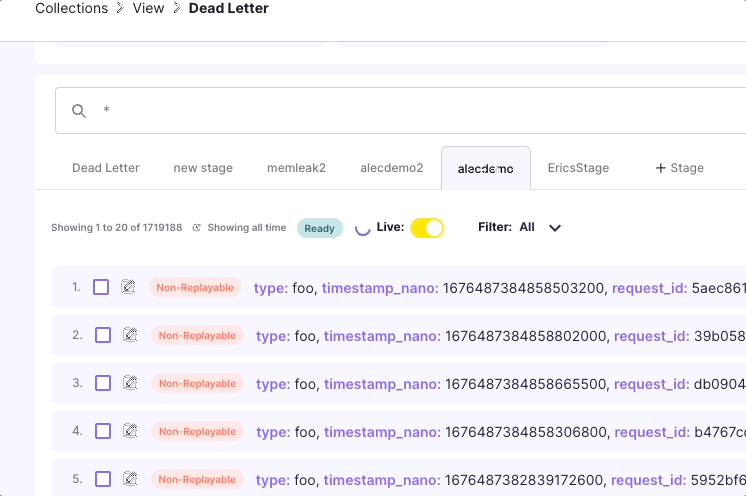 Collections > View > Dead Letter
*
Dead Letter new stage memleak2 alecdemo2 alecdemo EricsStage + Stage
Showing 1 to 20 of 1719188 Showing all time Ready Live: Filter: All
1. Non-Replayable type: foo, timestamp_nano: 1676487384858503200, request_id: 5aec861
2. Non-Replayable type: foo, timestamp_nano: 1676487384858802000, request_id: 39b058
3. Non-Replayable type: foo, timestamp_nano: 1676487384858665500, request_id: db0904
4. Non-Replayable type: foo, timestamp_nano: 1676487384858306800, request_id: b4767cc
5. Non-Replayable type: foo, timestamp_nano: 1676487382839172600, request_id: 5952bf6